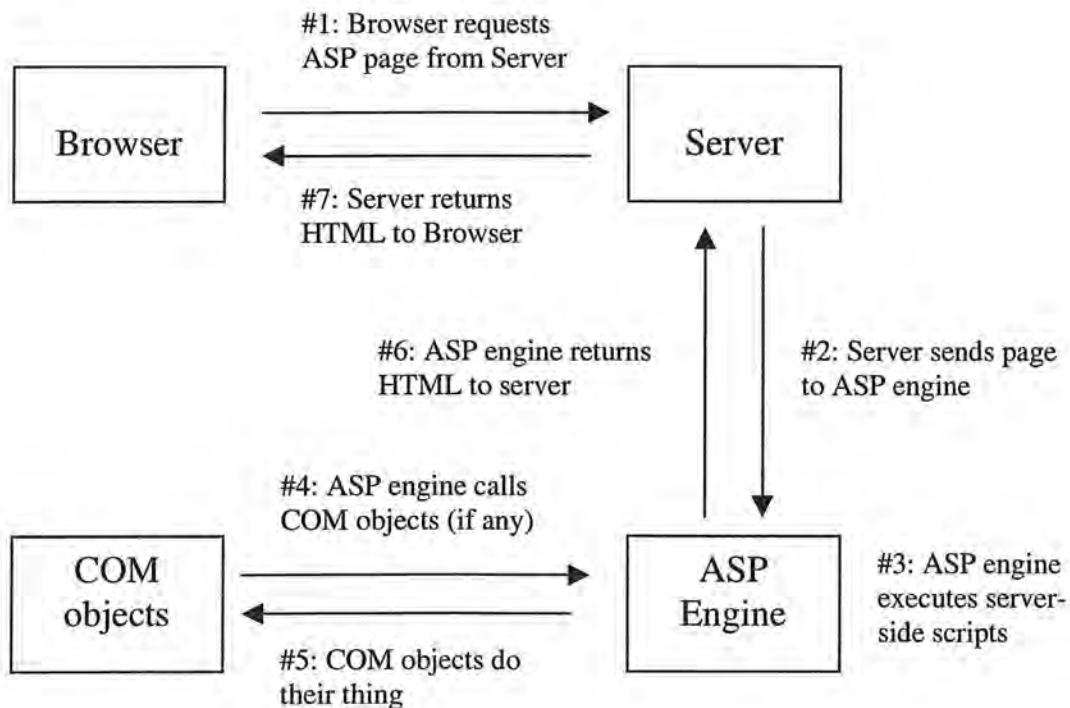 #1: Browser requests
ASP page from Server
Browser
Server
#7: Server returns
HTML to Browser
#6: ASP engine returns
HTML to server
#2: Server sends page
to ASP engine
#4: ASP engine calls
COM objects (if any)
COM
objects
ASP
Engine
#3: ASP engine
executes server-
side scripts
#5: COM objects do
their thing